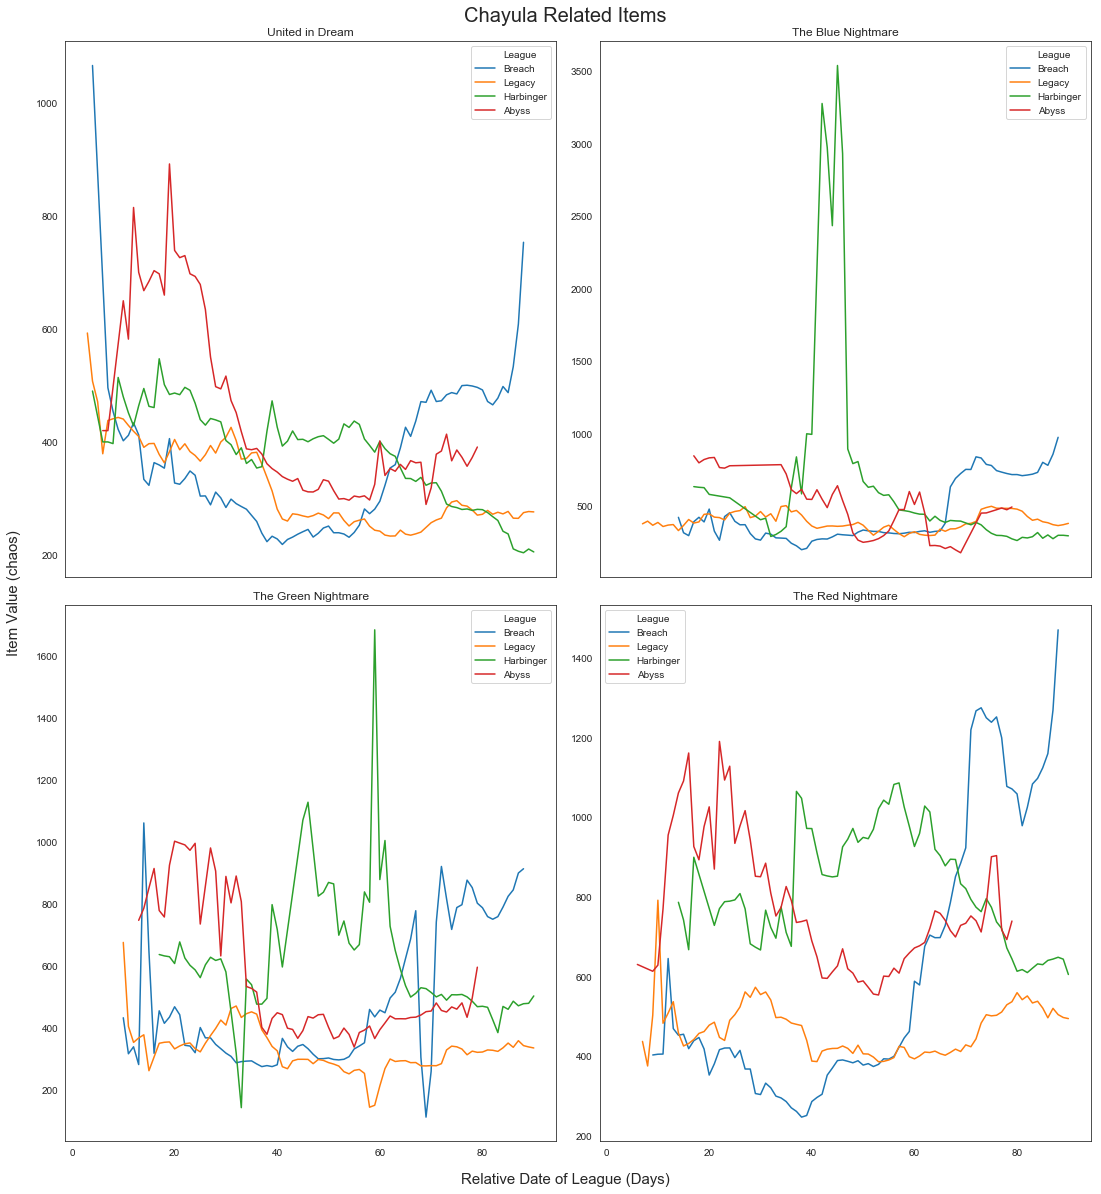 Chayula Related Items
United in Dream
League
Breach
Legacy
Harbinger
Abyss
1000
800
600
400
200
The Blue Nightmare
League
Breach
Legacy
Harbinger
Abyss
3500
3000
2500
2000
1500
1000
500
Item Value (chaos)
The Green Nightmare
League
Breach
Legacy
Harbinger
Abyss
1600
1400
1200
1000
800
600
400
200
0 20 40 60 80
The Red Nightmare
League
Breach
Legacy
Harbinger
Abyss
1400
1200
1000
800
600
400
200
0 20 40 60 80
Relative Date of League (Days)